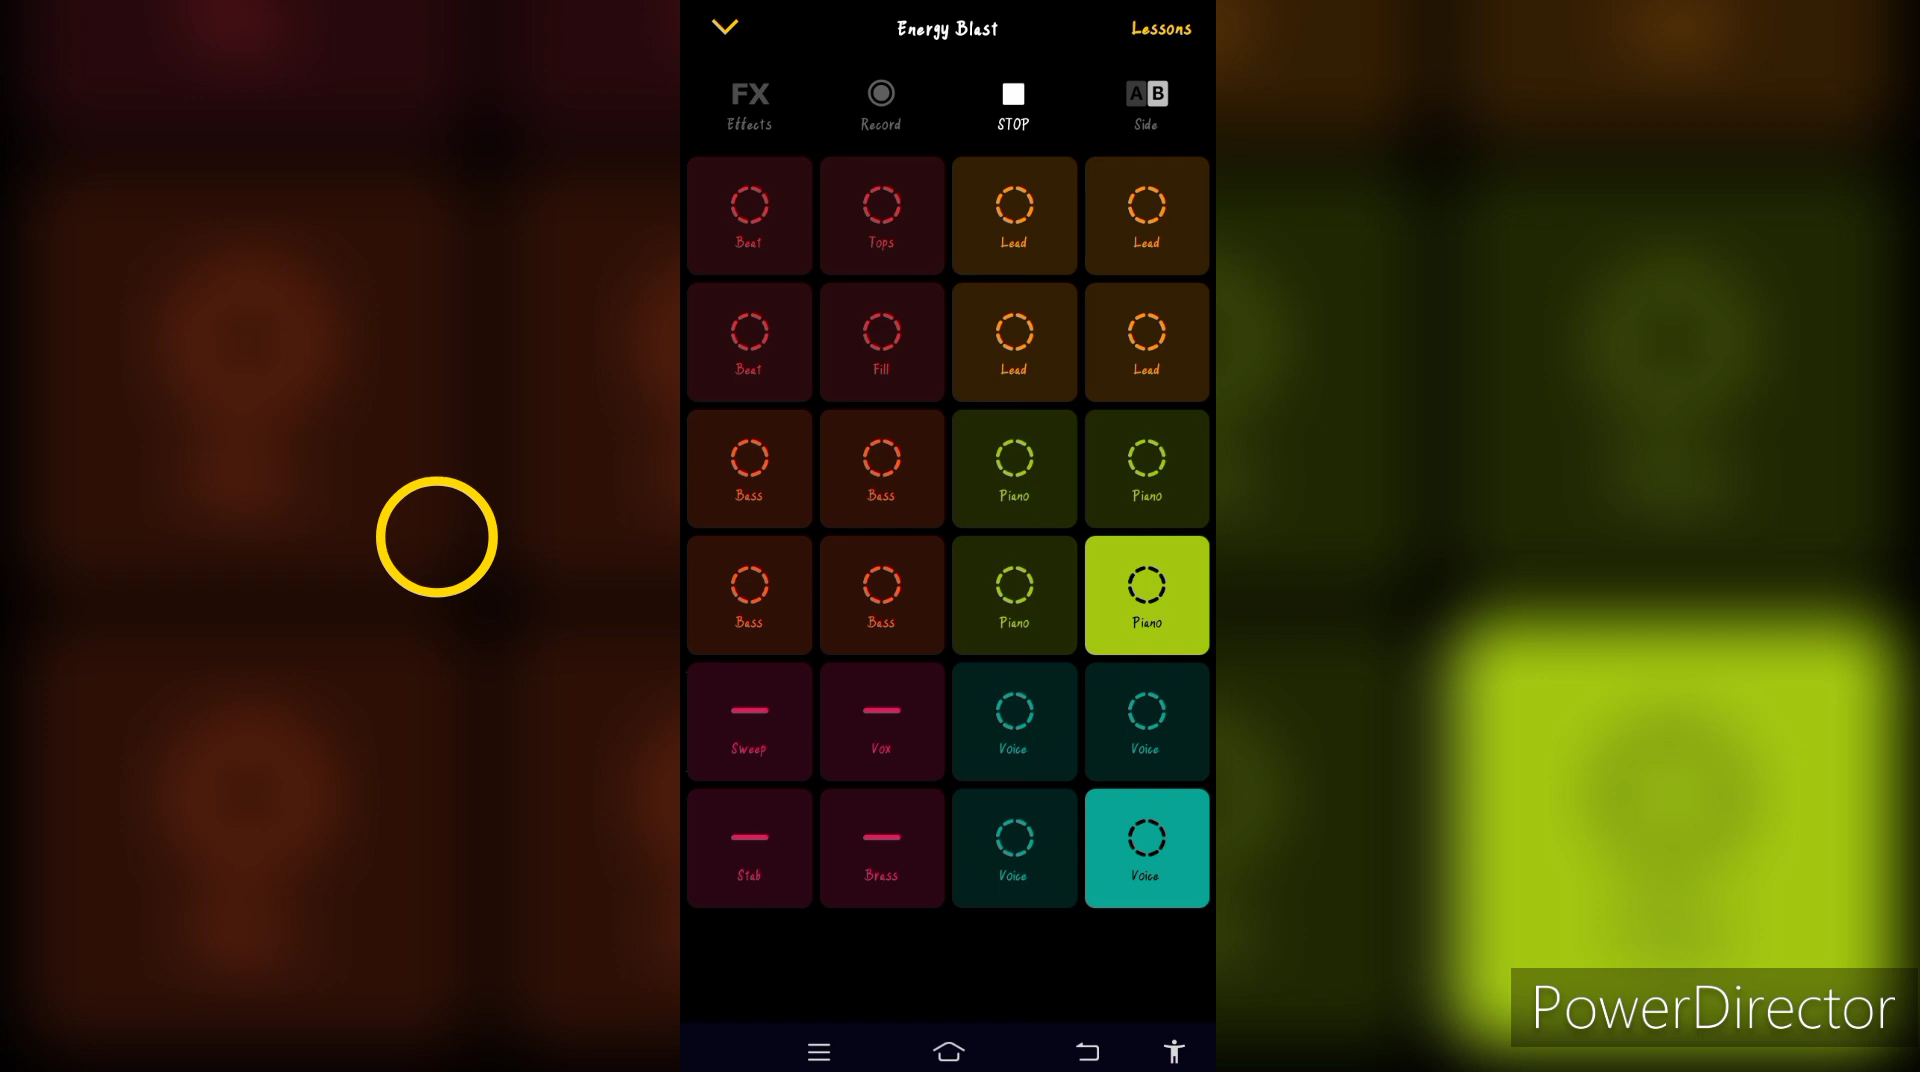 Energy Blast
Lessons
FX
Effects
Record
STOP
A B
Side
Beat
Tops
Lead
Lead
Beat
Fill
Lead
Lead
Bass
Bass
Piano
Piano
Bass
Bass
Piano
Piano
Sweep
Vox
Voice
Voice
Stab
Brass
Voice
Voice
PowerDirector